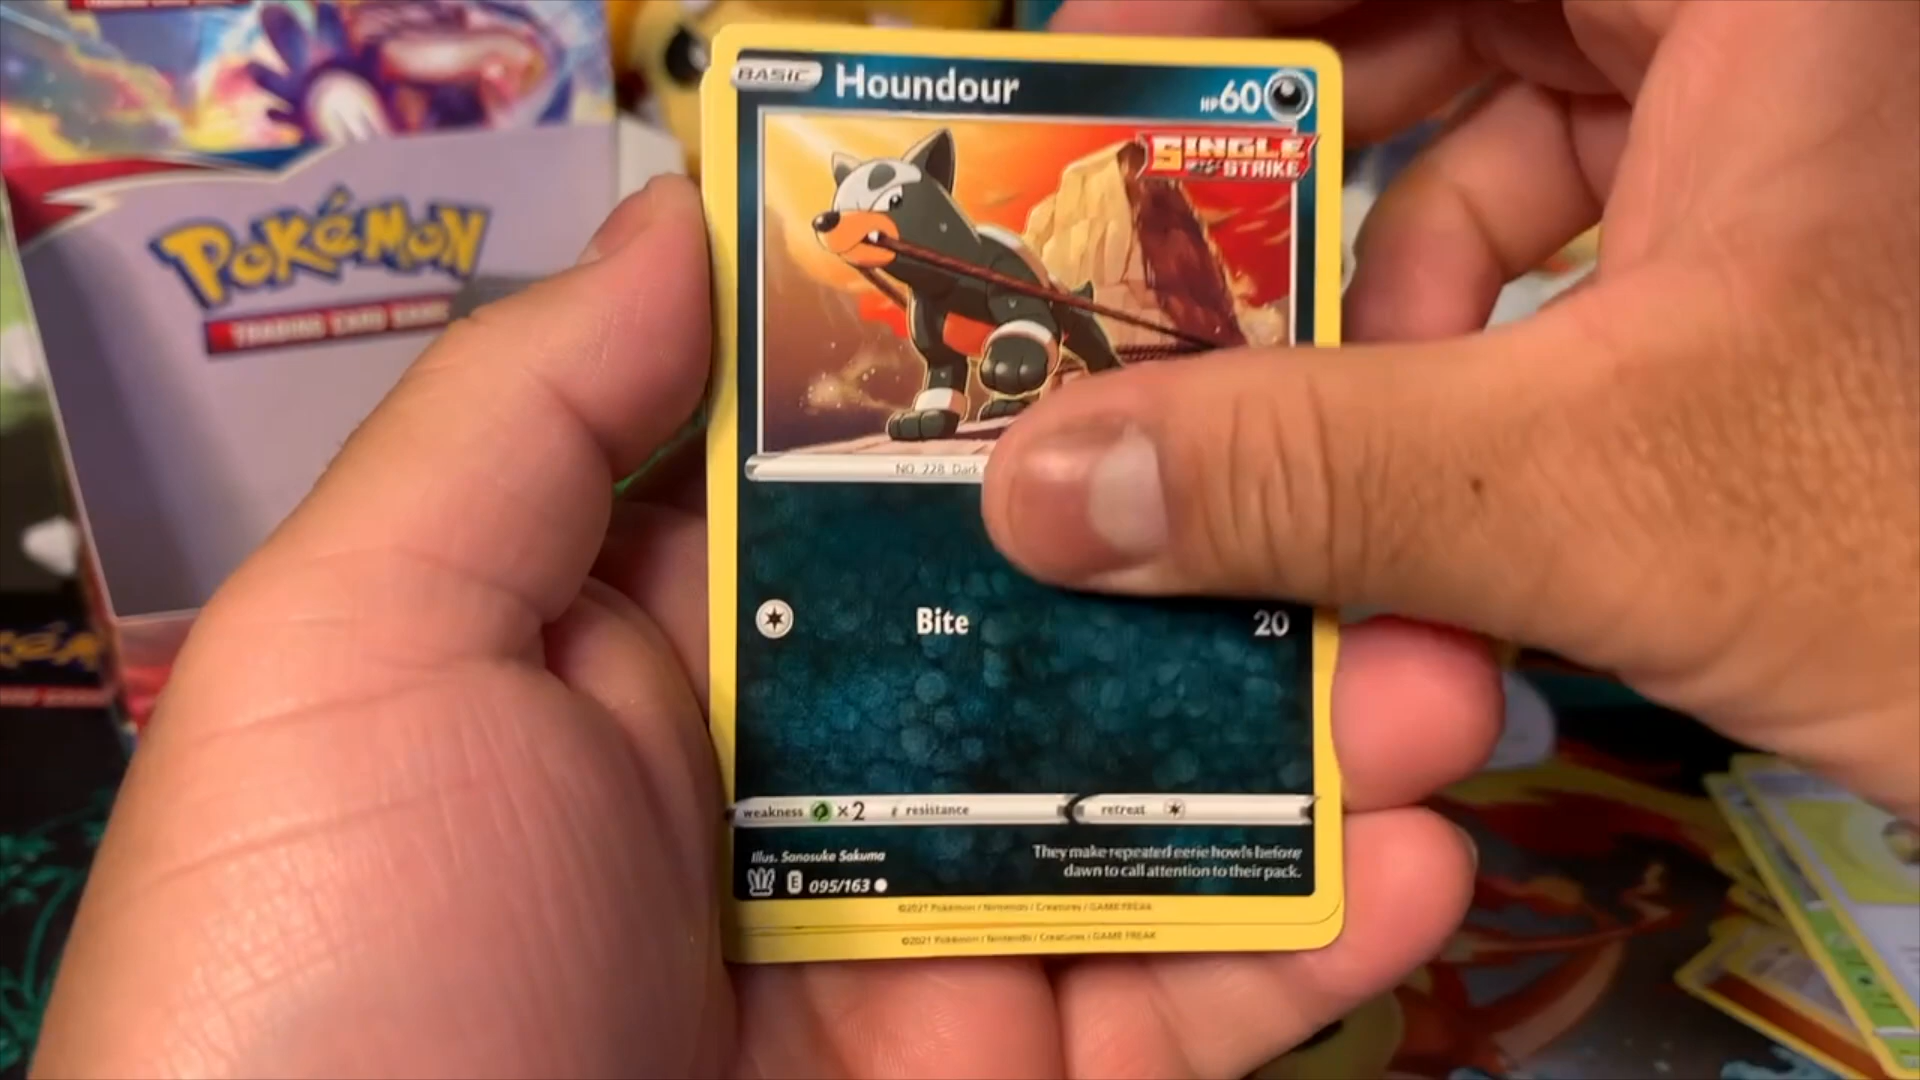 BASIC Houndour HP 60
SINGLE
STRIKE
POKéMON
TRADING CARD GAME
NO. 228 Dark
Bite 20
weakness ×2 resistance retreat
Illus. Sanosuke Sakuma
They make repeated eerie howls before
dawn to call attention to their pack.
E 095/163
©2021 Pokémon / Nintendo / Creatures / GAME FREAK
©2021 Pokémon / Nintendo / Creatures / GAME FREAK